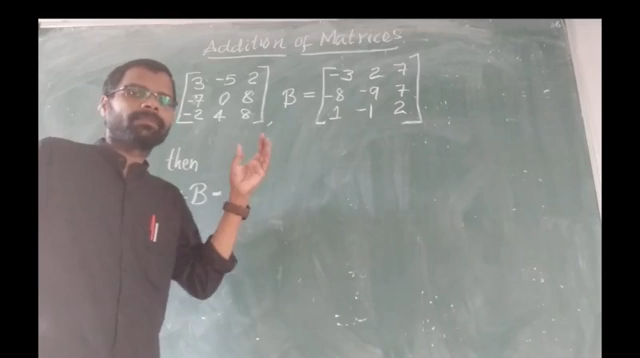 Addition of Matrices
[3 -5 2] [-3 2 7]
[-7 0 8] B = [-8 -9 7]
[-2 4 8], [1 -1 2]
then
B =